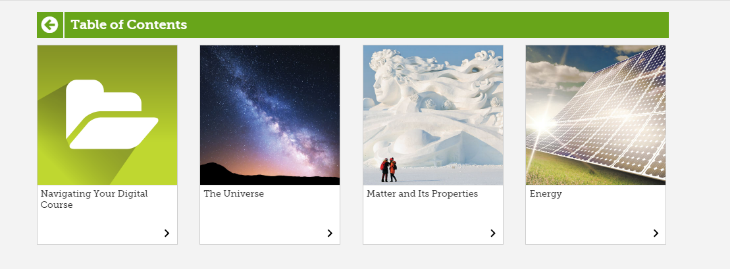 Table of Contents
Navigating Your Digital
Course
The Universe
Matter and Its Properties
Energy